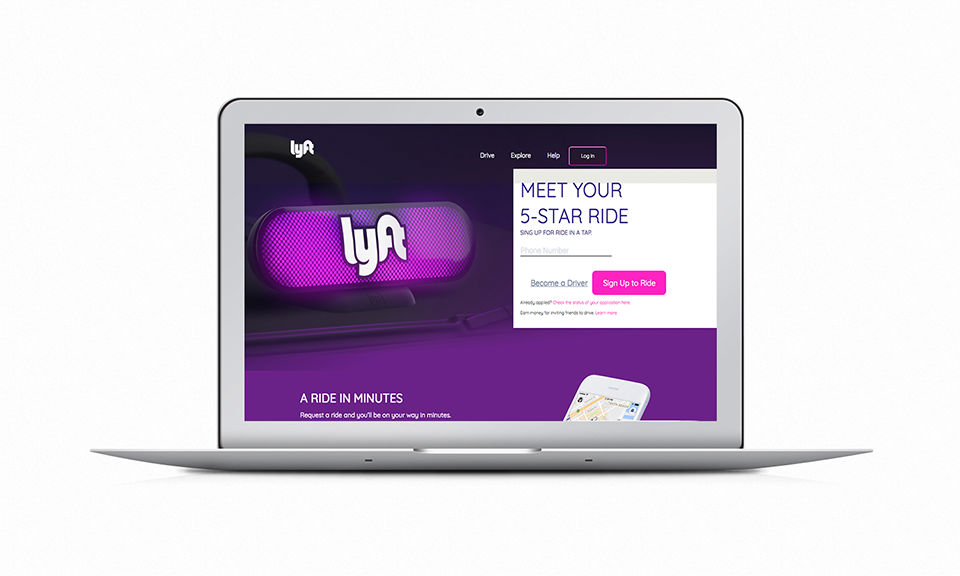 lyft
Drive Explore Help Log in
lyft
MEET YOUR
5-STAR RIDE
SING UP FOR RIDE IN A TAP.
Phone Number
Become a Driver Sign Up to Ride
Already applied? Check the status of your application here.
Earn money for inviting friends to drive. Learn more
A RIDE IN MINUTES
Request a ride and you'll be on your way in minutes.